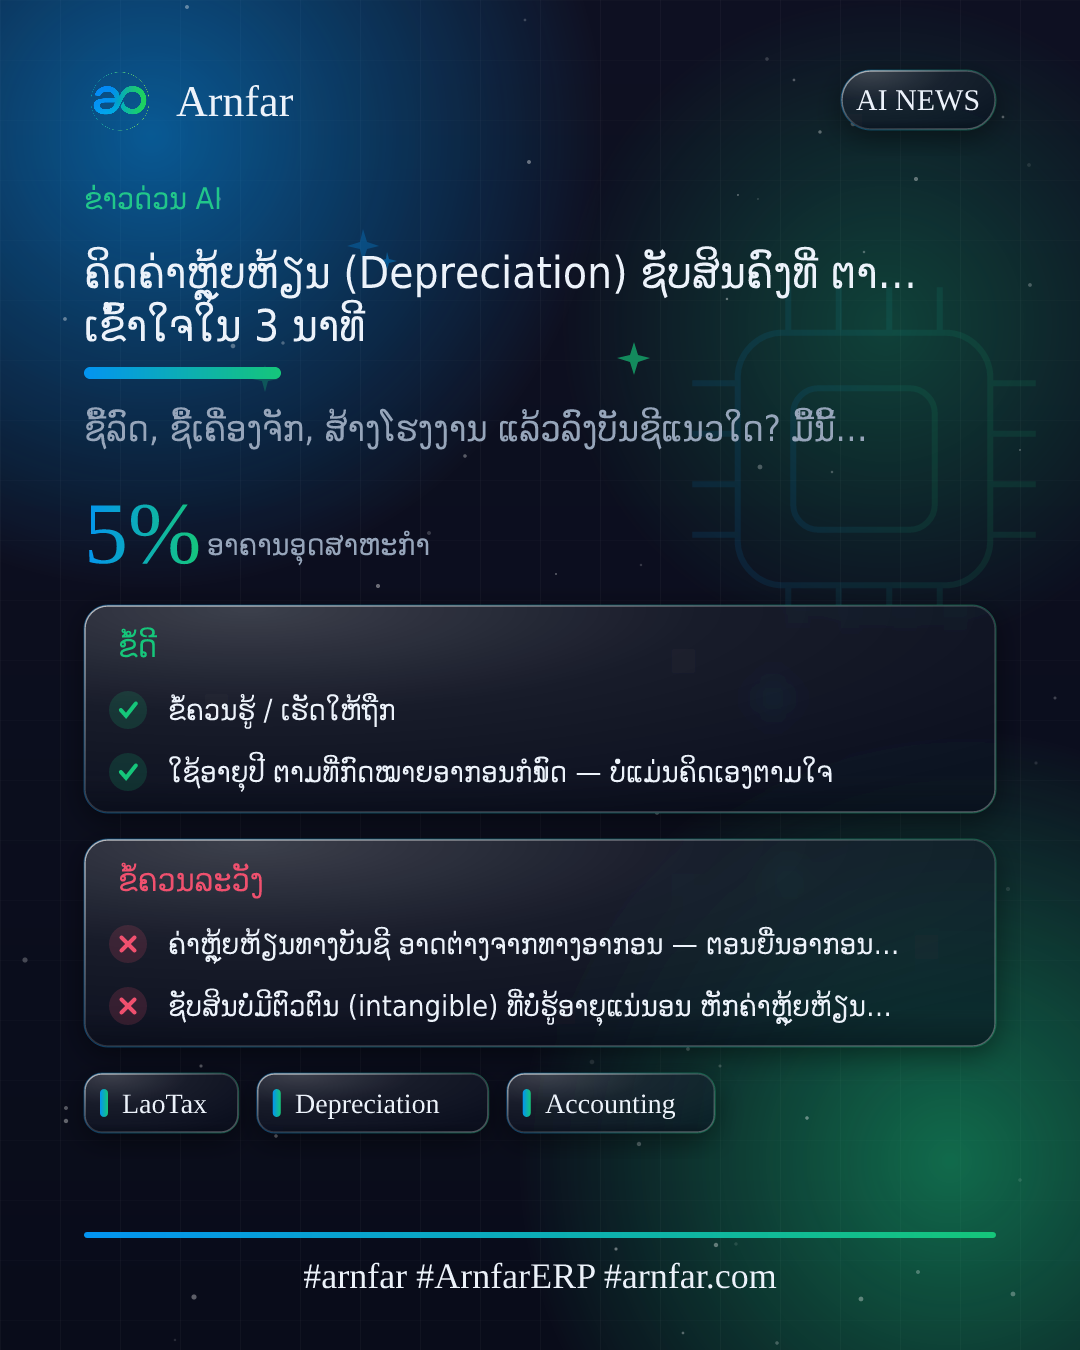 Arnfar
AI NEWS
ຂ່າວດ່ວນ AI
ຄິດຄ່າຫຼຸ້ຍຫ້ຽນ (Depreciation) ຊັບສິນຄົງທີ່ ຕາ...
ເຂົ້າໃຈໃນ 3 ນາທີ
ຊື້ລົດ, ຊື້ເຄື່ອງຈັກ, ສ້າງໂຮງງານ ແລ້ວລົງບັນຊີແນວໃດ? ມື້ນີ້...
5% ອາຄານອຸດສາຫະກຳ
ຂໍ້ດີ
ຂໍ້ຄວນຮູ້ / ເຮັດໃຫ້ຖືກ
ໃຊ້ອາຍຸປີ ຕາມທີ່ກົດໝາຍອາກອນກຳນົດ — ບໍ່ແມ່ນຄິດເອງຕາມໃຈ
ຂໍ້ຄວນລະວັງ
ຄ່າຫຼຸ້ຍຫ້ຽນທາງບັນຊີ ອາດຕ່າງຈາກທາງອາກອນ — ຕອນຍື່ນອາກອນ...
ຊັບສິນບໍ່ມີຕົວຕົນ (intangible) ທີ່ບໍ່ຮູ້ອາຍຸແນ່ນອນ ຫັກຄ່າຫຼຸ້ຍຫ້ຽນ...
LaoTax
Depreciation
Accounting
#arnfar #ArnfarERP #arnfar.com